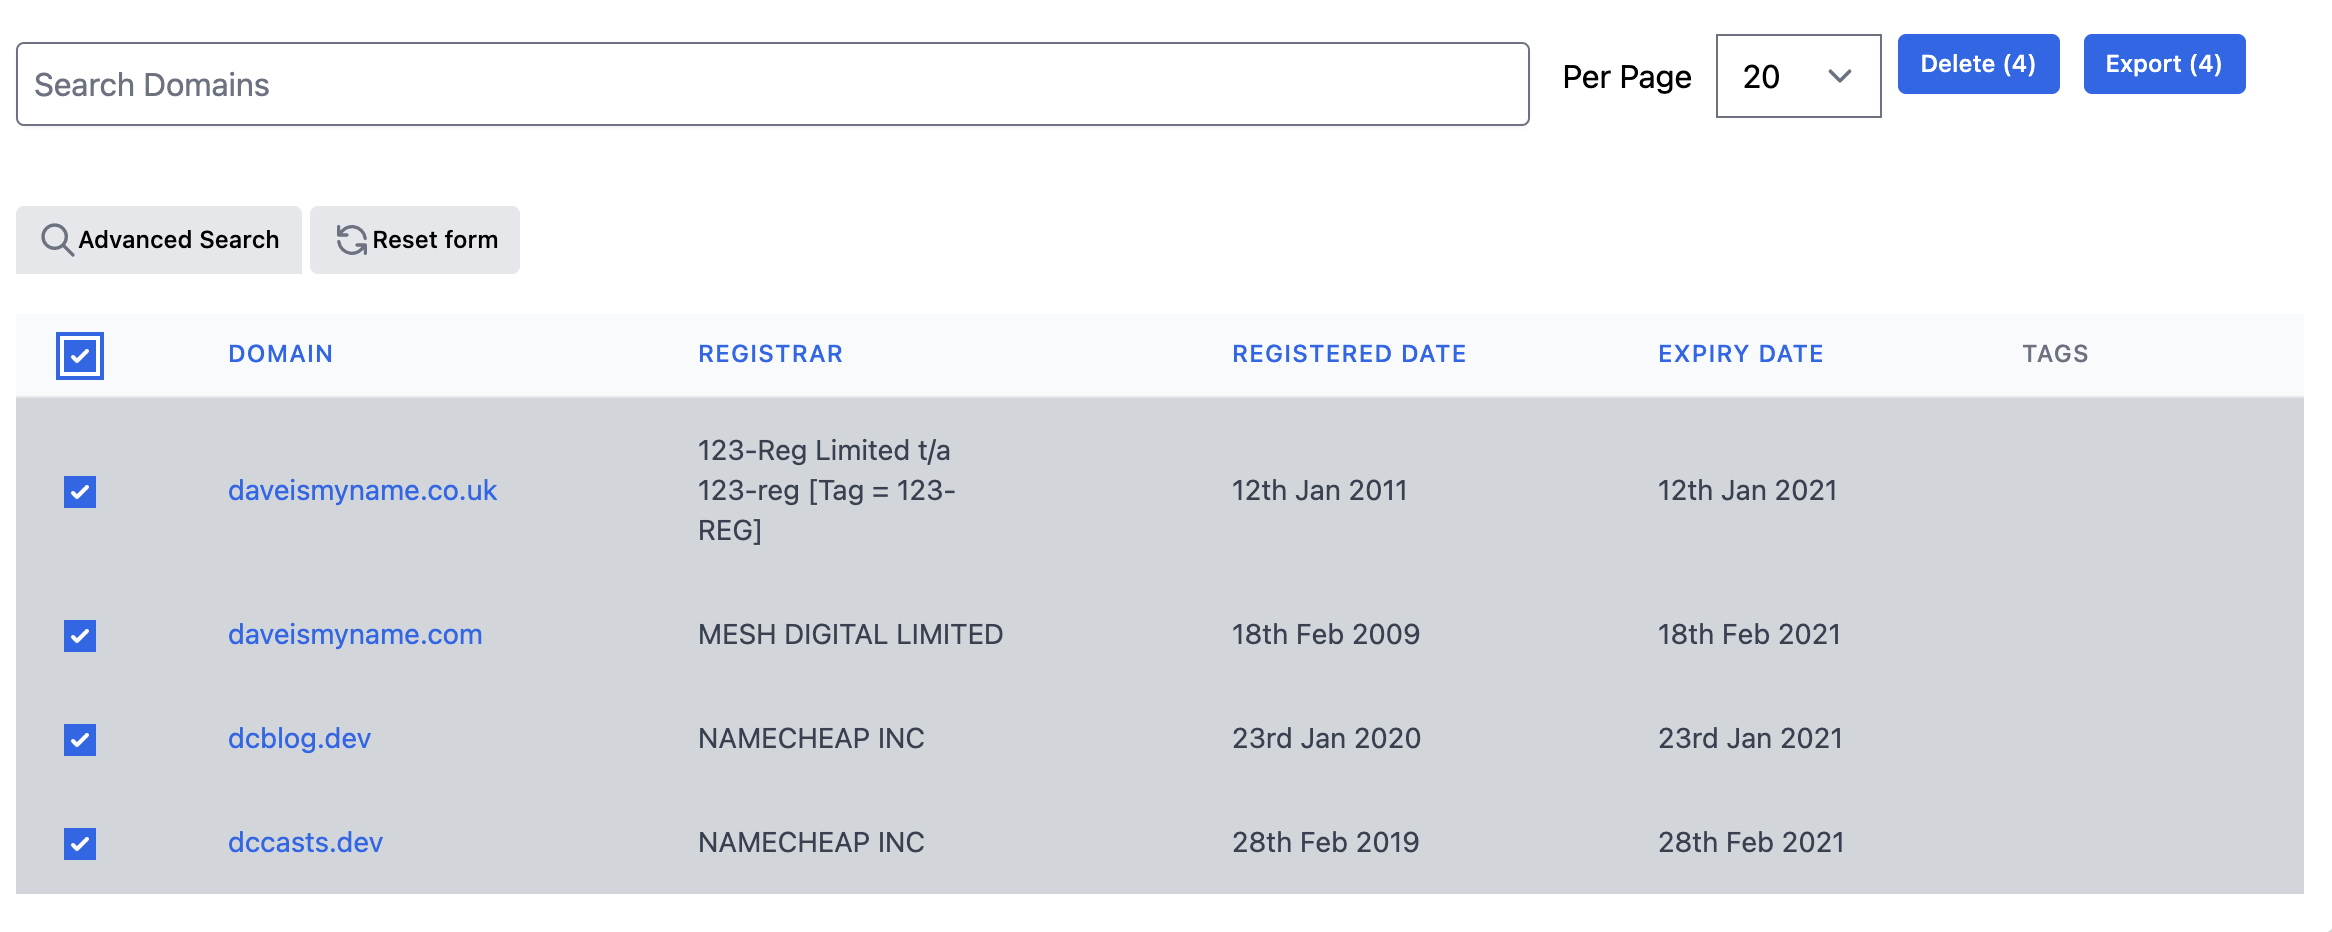 Search Domains
Per Page
20
Delete (4)
Export (4)
Advanced Search
Reset form
DOMAIN REGISTRAR REGISTERED DATE EXPIRY DATE TAGS
daveismyname.co.uk
123-Reg Limited t/a
123-reg [Tag = 123-
REG]
12th Jan 2011
12th Jan 2021
daveismyname.com MESH DIGITAL LIMITED 18th Feb 2009 18th Feb 2021
dcblog.dev NAMECHEAP INC 23rd Jan 2020 23rd Jan 2021
dccasts.dev NAMECHEAP INC 28th Feb 2019 28th Feb 2021